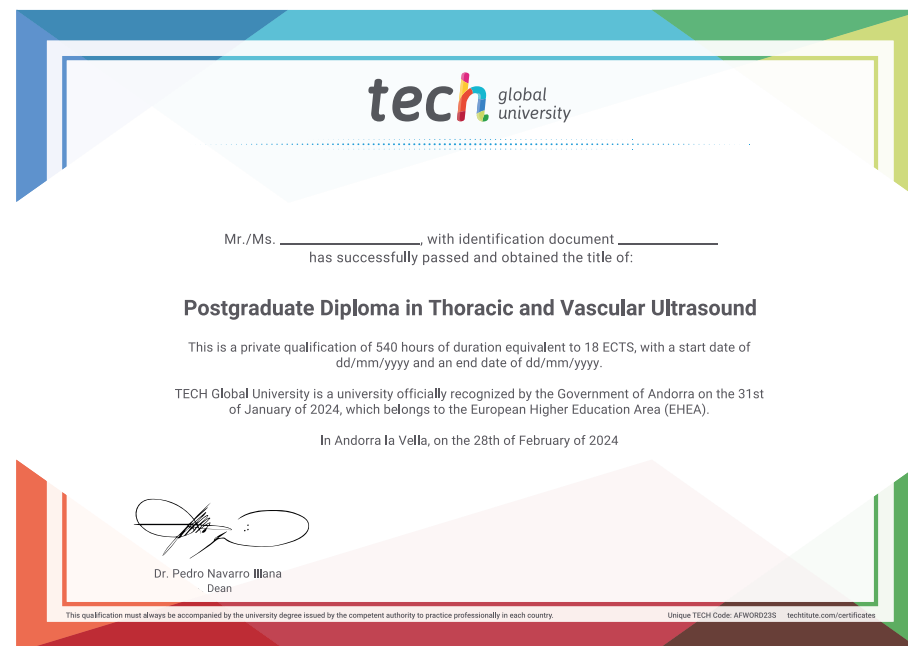 tech global university
Mr./Ms. ____________________, with identification document ______________
has successfully passed and obtained the title of:
Postgraduate Diploma in Thoracic and Vascular Ultrasound
This is a private qualification of 540 hours of duration equivalent to 18 ECTS, with a start date of
dd/mm/yyyy and an end date of dd/mm/yyyy.
TECH Global University is a university officially recognized by the Government of Andorra on the 31st
of January of 2024, which belongs to the European Higher Education Area (EHEA).
In Andorra la Vella, on the 28th of February of 2024
Dr. Pedro Navarro Illana
Dean
This qualification must always be accompanied by the university degree issued by the competent authority to practice professionally in each country.
Unique TECH Code: AFWORD23S techtitute.com/certificates